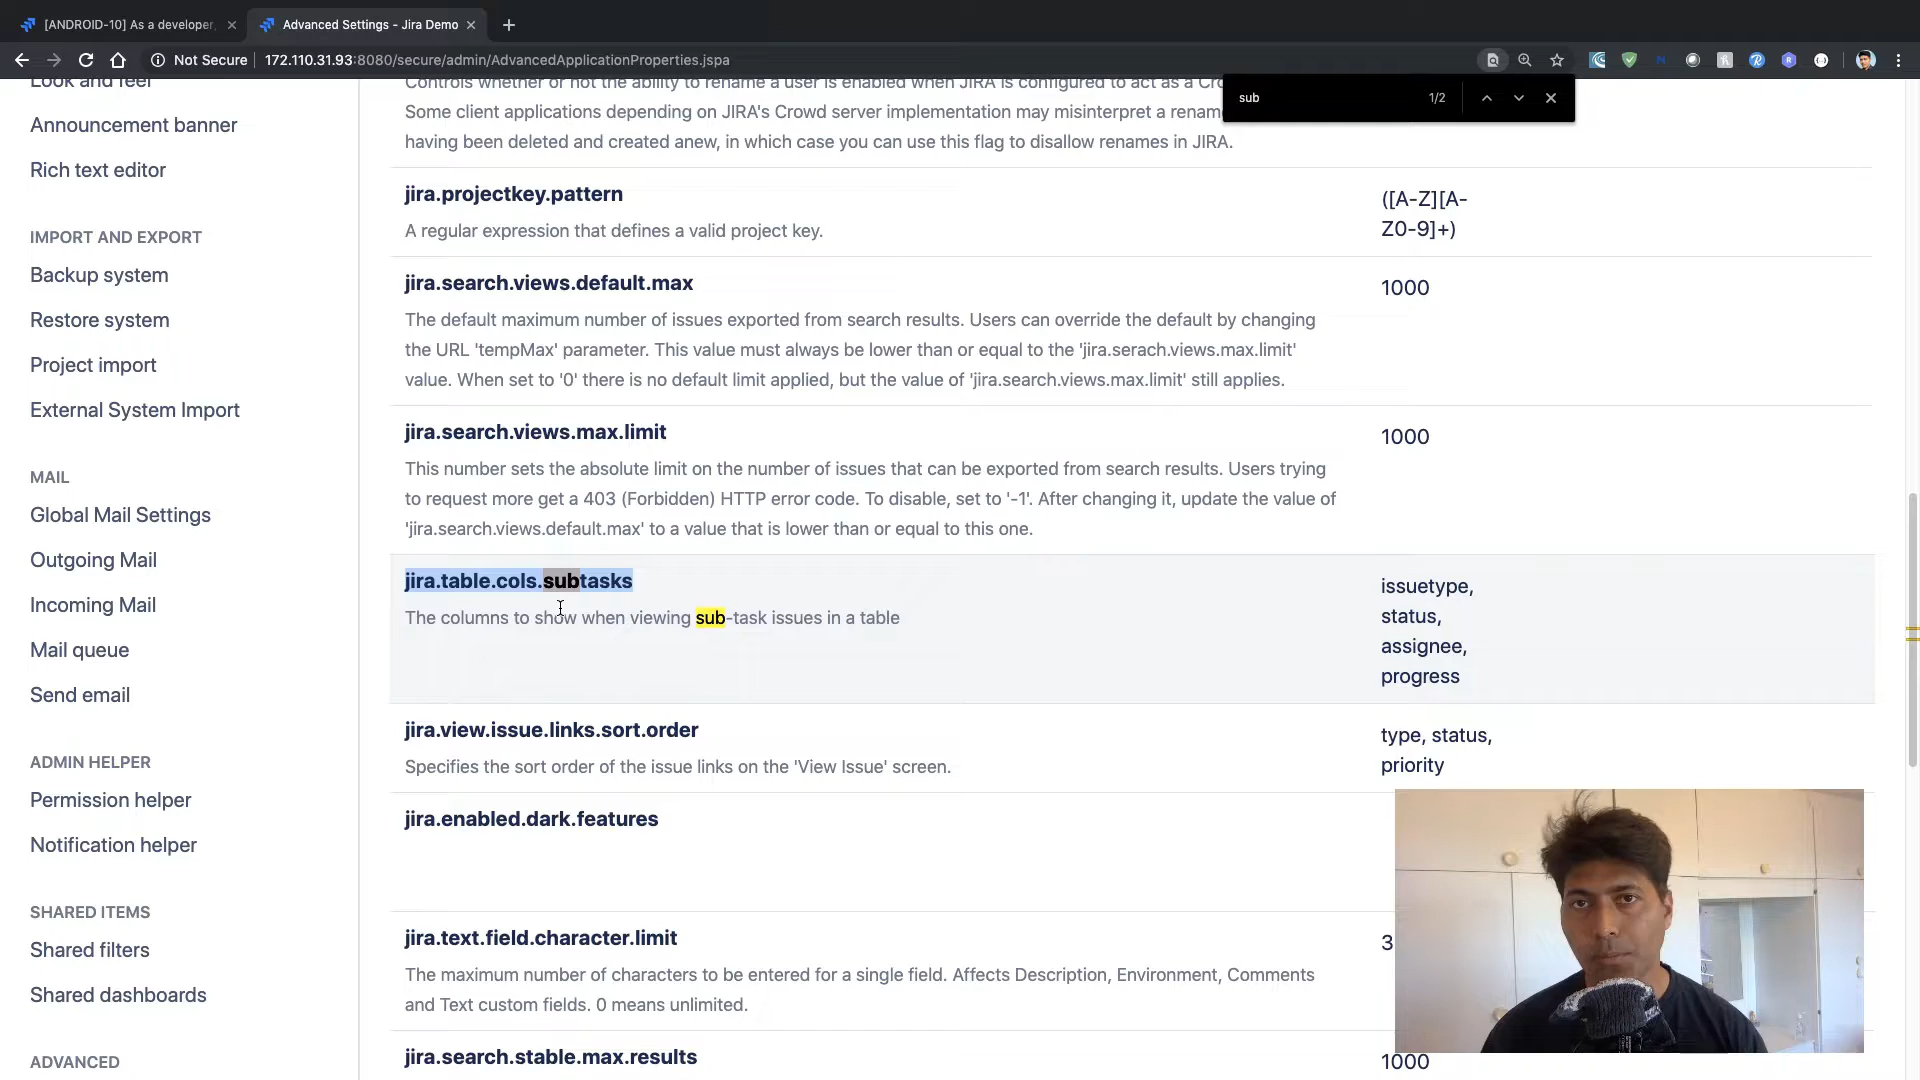 [ANDROID-10] As a developer,
Advanced Settings - Jira Demo
Not Secure
172.110.31.93:8080/secure/admin/AdvancedApplicationProperties.jspa
sub
1/2
Look and feel
Announcement banner
Rich text editor
IMPORT AND EXPORT
Backup system
Restore system
Project import
External System Import
MAIL
Global Mail Settings
Outgoing Mail
Incoming Mail
Mail queue
Send email
ADMIN HELPER
Permission helper
Notification helper
SHARED ITEMS
Shared filters
Shared dashboards
ADVANCED
Controls whether or not the ability to rename a user is enabled when JIRA is configured to act as a Cro
Some client applications depending on JIRA's Crowd server implementation may misinterpret a renam
having been deleted and created anew, in which case you can use this flag to disallow renames in JIRA.
jira.projectkey.pattern
A regular expression that defines a valid project key.
([A-Z][A-
Z0-9]+)
jira.search.views.default.max
The default maximum number of issues exported from search results. Users can override the default by changing
the URL 'tempMax' parameter. This value must always be lower than or equal to the 'jira.serach.views.max.limit'
value. When set to '0' there is no default limit applied, but the value of 'jira.search.views.max.limit' still applies.
1000
jira.search.views.max.limit
This number sets the absolute limit on the number of issues that can be exported from search results. Users trying
to request more get a 403 (Forbidden) HTTP error code. To disable, set to '-1'. After changing it, update the value of
'jira.search.views.default.max' to a value that is lower than or equal to this one.
1000
jira.table.cols.subtasks
The columns to show when viewing sub-task issues in a table
issuetype,
status,
assignee,
progress
jira.view.issue.links.sort.order
Specifies the sort order of the issue links on the 'View Issue' screen.
type, status,
priority
jira.enabled.dark.features
jira.text.field.character.limit
The maximum number of characters to be entered for a single field. Affects Description, Environment, Comments
and Text custom fields. 0 means unlimited.
3
jira.search.stable.max.results
1000